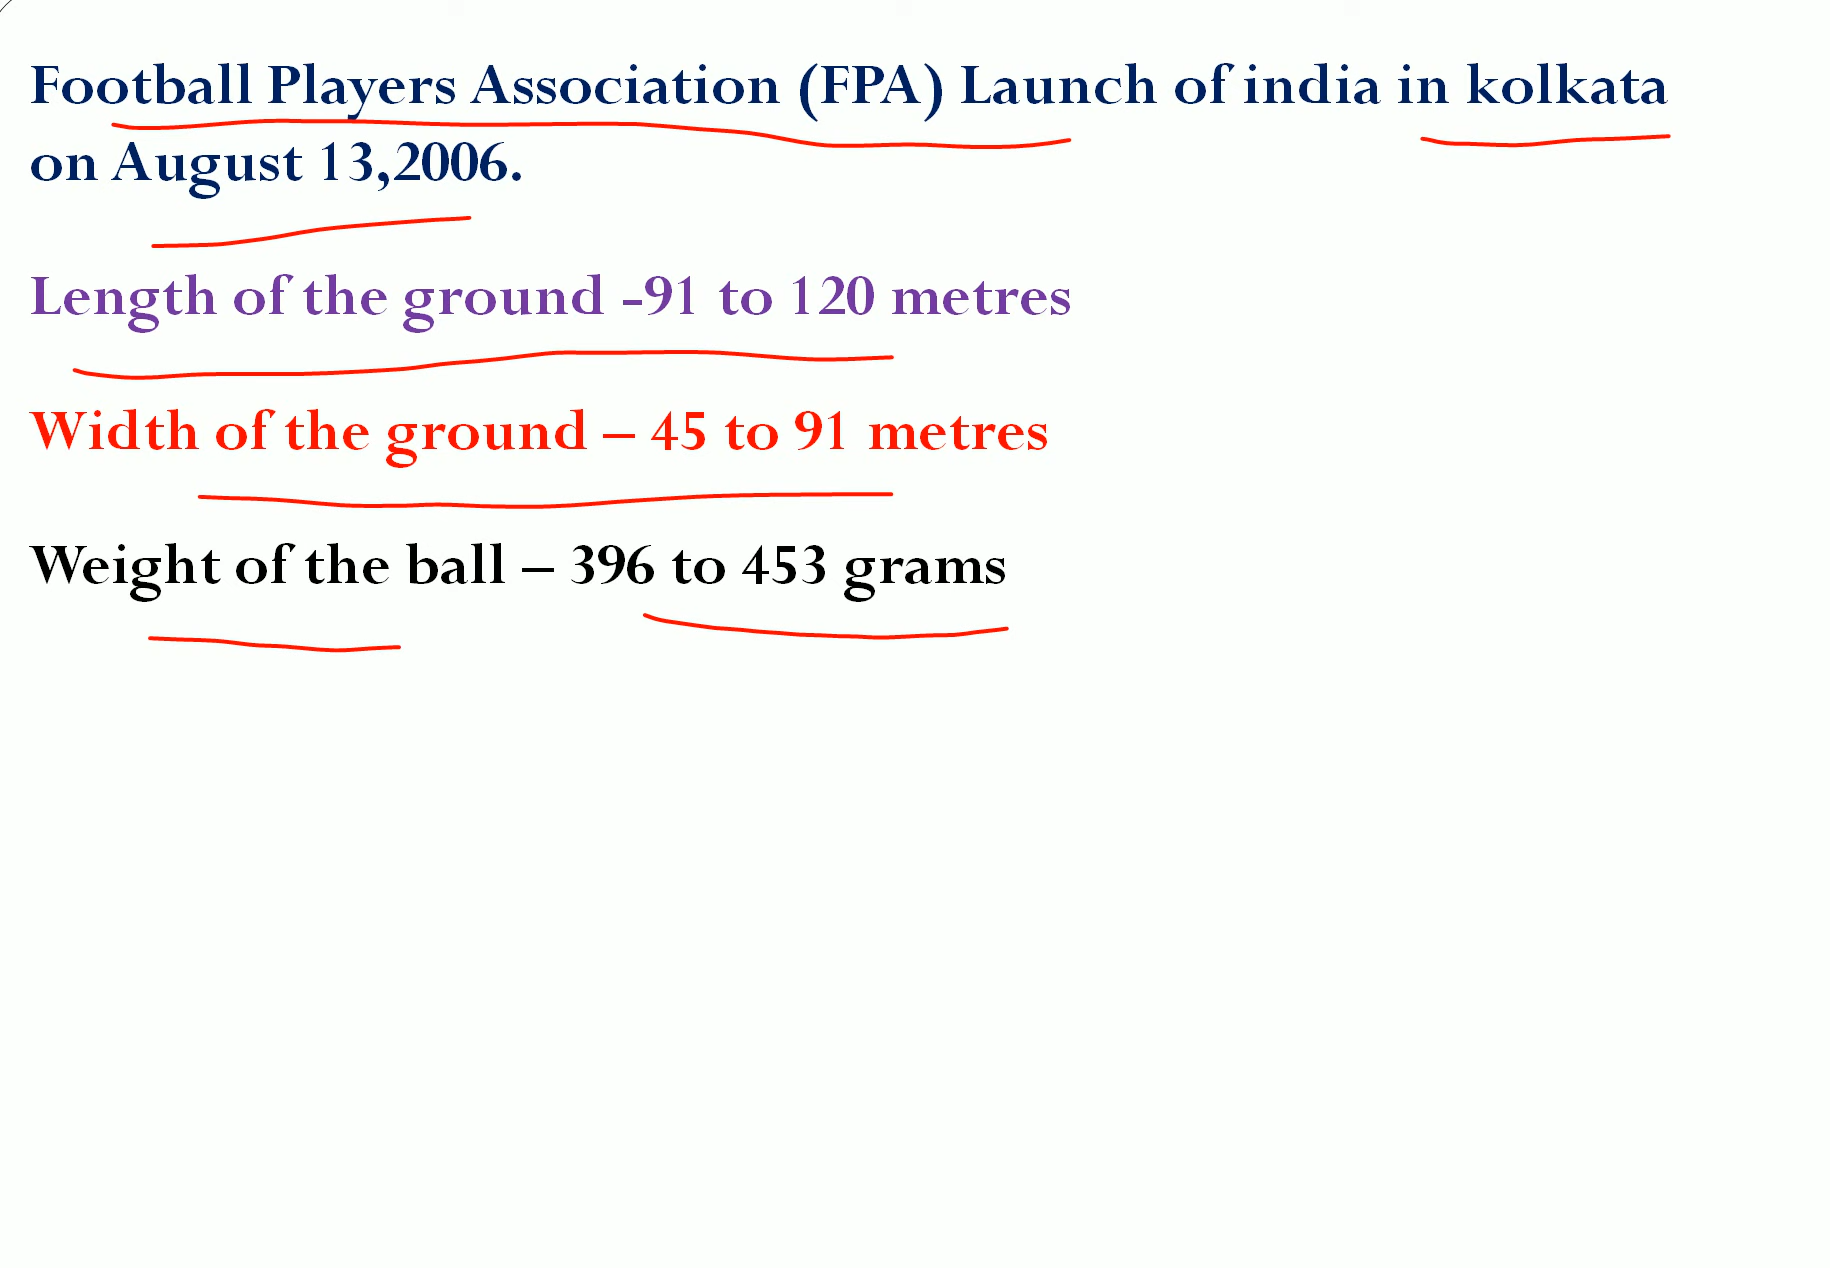 Football Players Association (FPA) Launch of india in kolkata
on August 13,2006.
Length of the ground -91 to 120 metres
Width of the ground – 45 to 91 metres
Weight of the ball – 396 to 453 grams